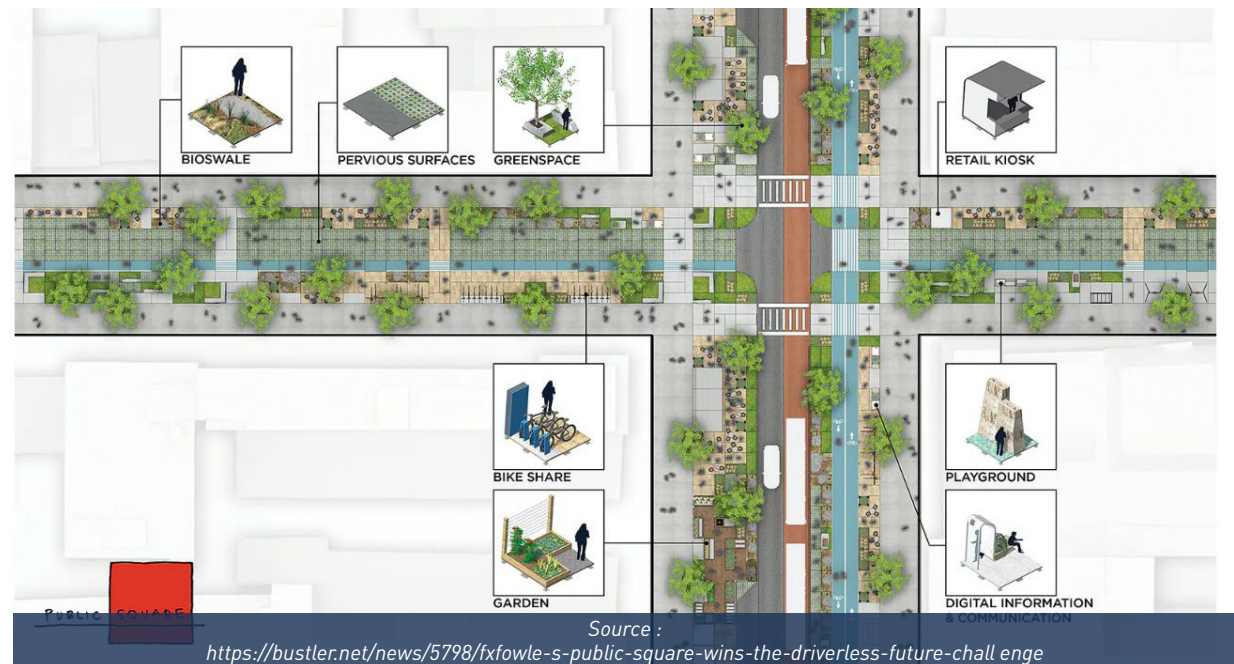 BIOSWALE
PERVIOUS SURFACES
GREENSPACE
RETAIL KIOSK
BIKE SHARE
PLAYGROUND
GARDEN
DIGITAL INFORMATION
& COMMUNICATION
PUBLIC SQUARE
Source :
https://bustler.net/news/5798/fxfowle-s-public-square-wins-the-driverless-future-chall enge